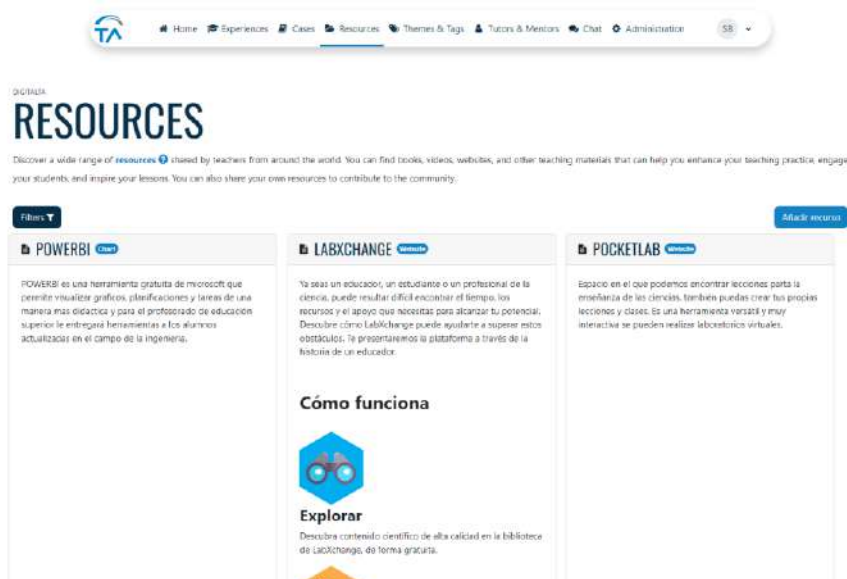 TA
Home Experiences Cases Resources Themes & Tags Tutors & Mentors Chat Administration SB
DIGITALTA
RESOURCES
Discover a wide range of resources shared by teachers from around the world. You can find books, videos, websites, and other teaching materials that can help you enhance your teaching practice, engage
your students, and inspire your lessons. You can also share your own resources to contribute to the community.
Filters
Añadir recurso
POWERBI Chart
POWERBI es una herramienta gratuita de microsoft que
permite visualizar graficos, planificaciones y tareas de una
manera mas didactica y para el profesorado de educación
superior le entregará herramientas a los alumnos
actualizadas en el campo de la ingenieria.
LABXCHANGE Website
Ya seas un educador, un estudiante o un profesional de la
ciencia, puede resultar difícil encontrar el tiempo, los
recursos y el apoyo que necesitas para alcanzar tu potencial.
Descubre cómo LabXchange puede ayudarte a superar estos
obstáculos. Te presentaremos la plataforma a través de la
historia de un educador.
Cómo funciona
Explorar
Descubra contenido científico de alta calidad en la biblioteca
de LabXchange, de forma gratuita.
POCKETLAB Website
Espacio en el que podemos encontrar lecciones parta la
enseñanza de las ciencias, también puedas crear tus propias
lecciones y clases. Es una herramienta versátil y muy
interactiva se pueden realizar laboratorios virtuales.